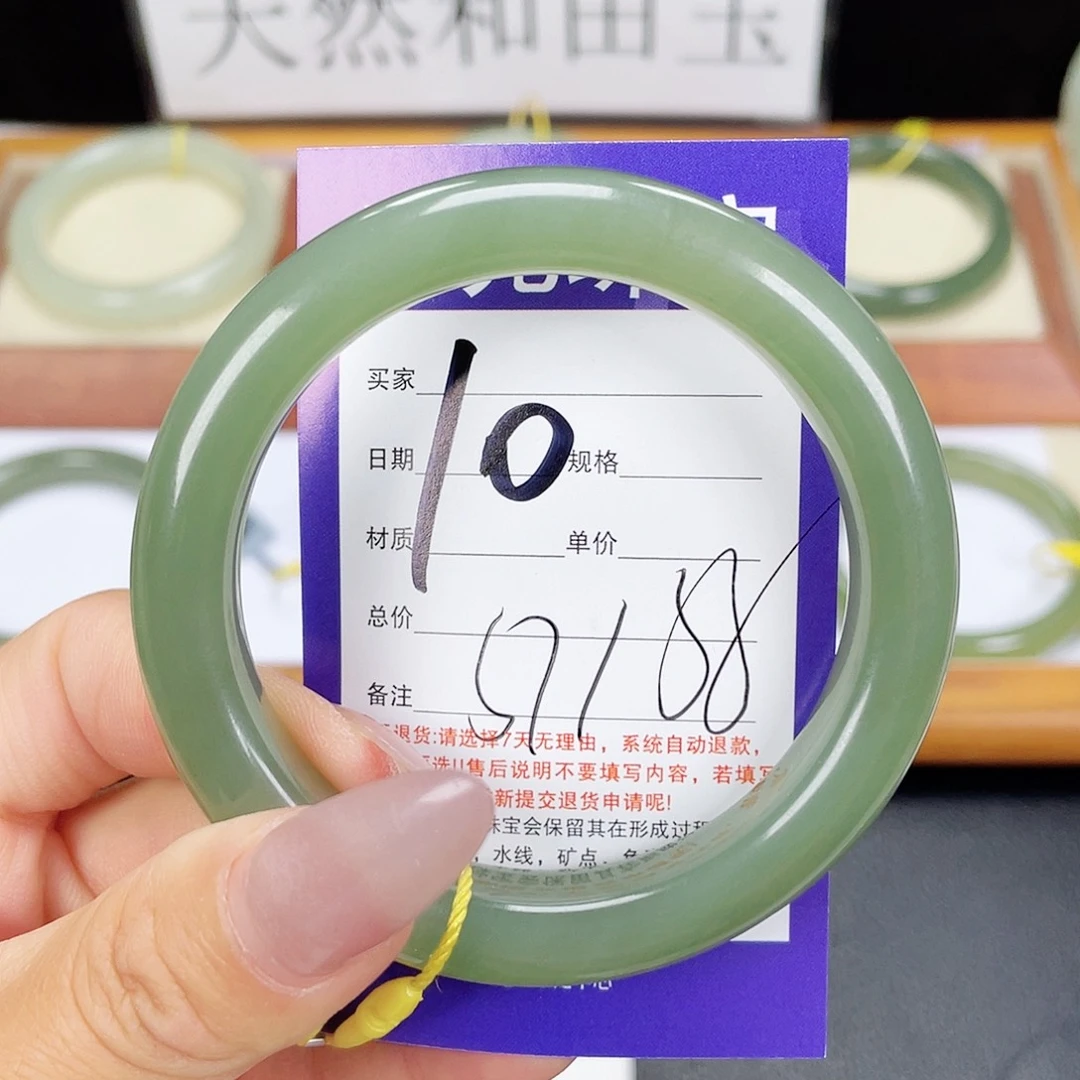 天然和田玉
买家
10
日期 规格
材质 单价
总价
备注
退货:请选择7天无理由，系统自动退款，
选!!售后说明不要填写内容，若填写
新提交退货申请呢!
珠宝会保留其在形成过程
，水线，矿点、